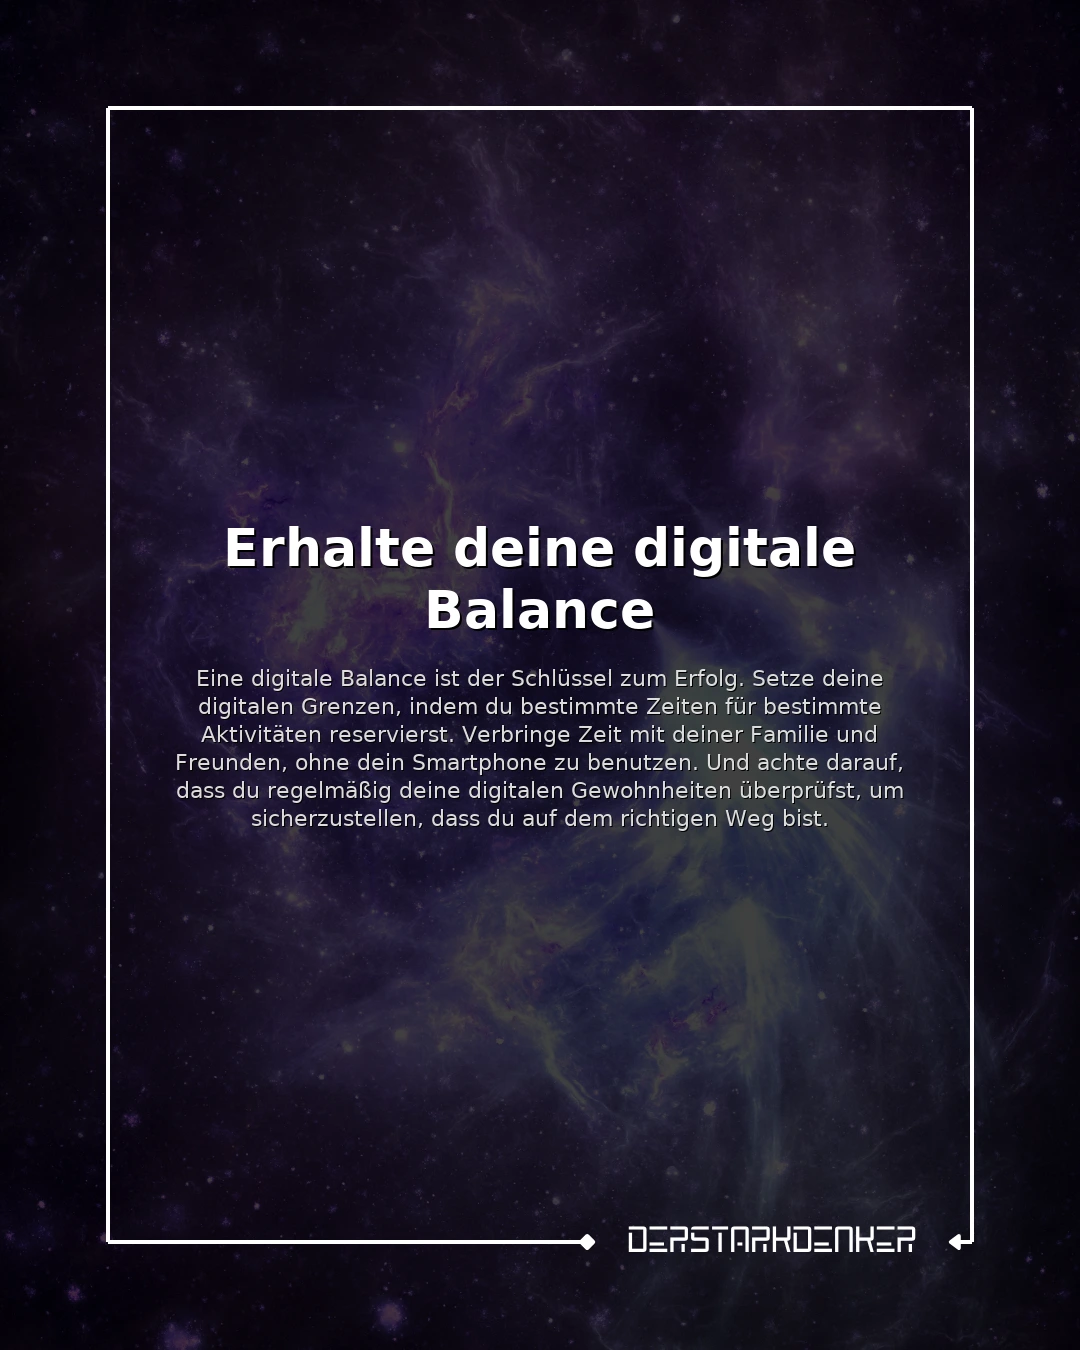 Erhalte deine digitale
Balance
Eine digitale Balance ist der Schlüssel zum Erfolg. Setze deine
digitalen Grenzen, indem du bestimmte Zeiten für bestimmte
Aktivitäten reservierst. Verbringe Zeit mit deiner Familie und
Freunden, ohne dein Smartphone zu benutzen. Und achte darauf,
dass du regelmäßig deine digitalen Gewohnheiten überprüfst, um
sicherzustellen, dass du auf dem richtigen Weg bist.
DERSTARKDENKER